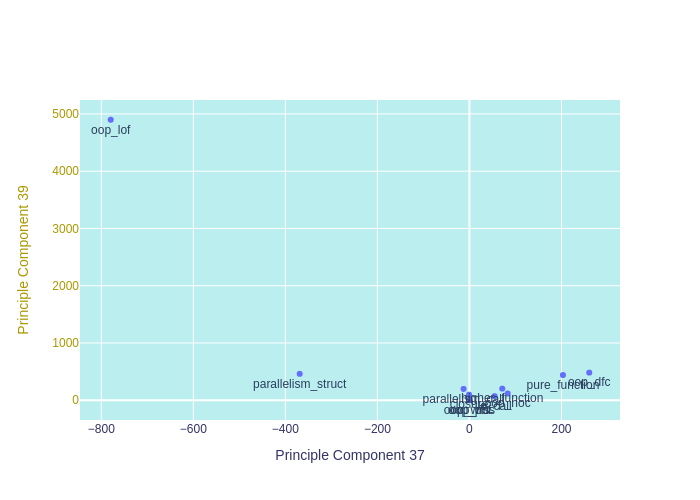 5000
oop_lof
4000
3000
2000
1000
parallelism_struct
pure_function
oop_dfc
0
−800
−600
−400
−200
0
200
Principle Component 37
Principle Component 39